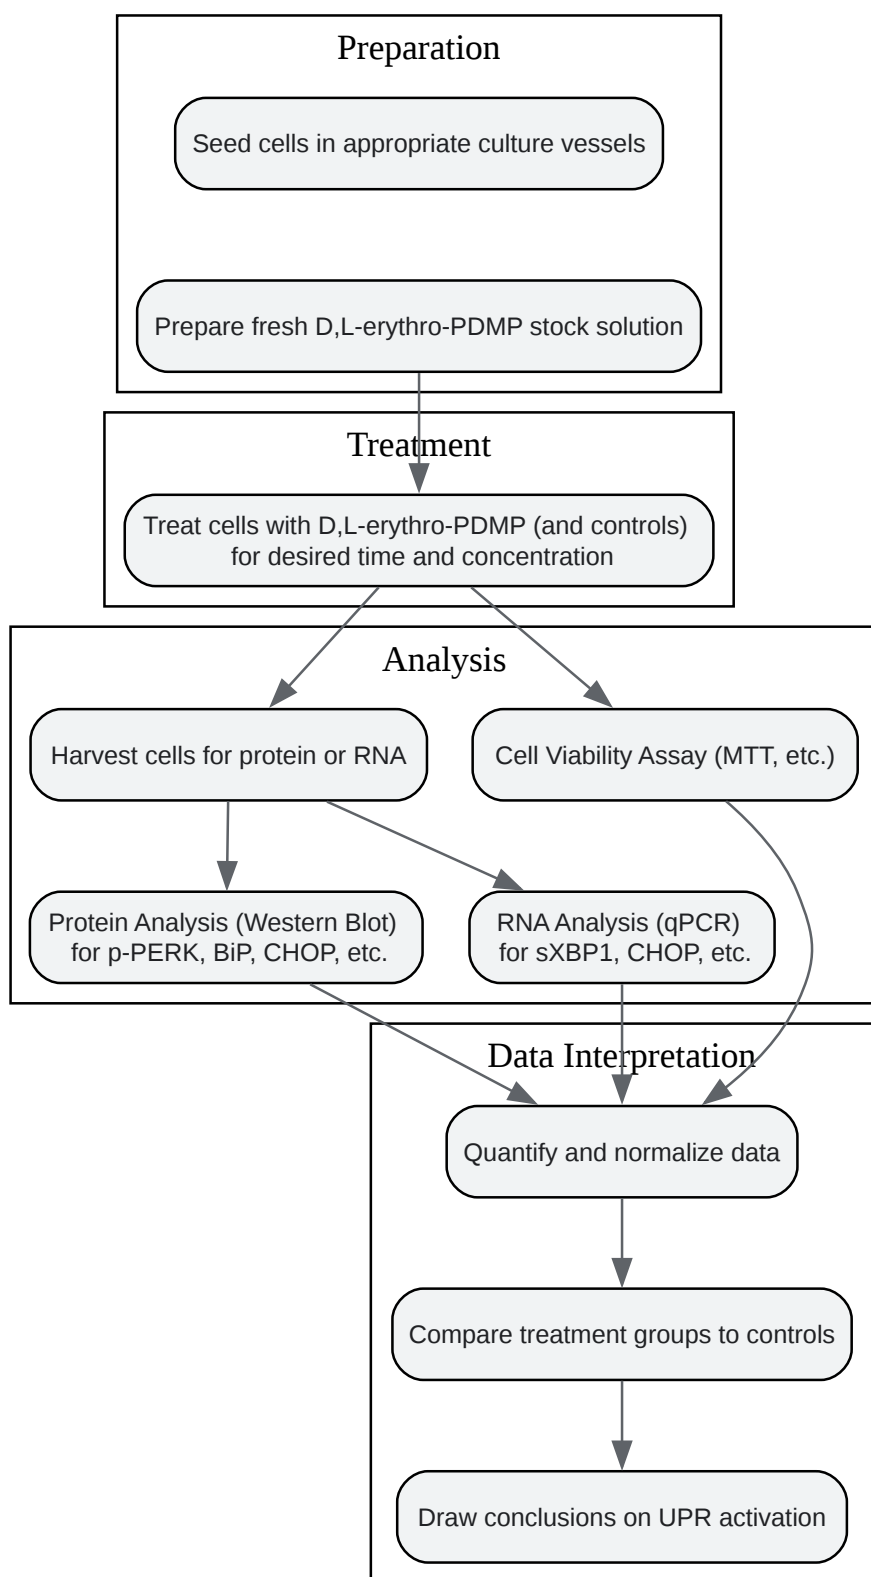 Preparation
Seed cells in appropriate culture vessels
Prepare fresh D,L-erythro-PDMP stock solution
Treatment
Treat cells with D,L-erythro-PDMP (and controls)
for desired time and concentration
Analysis
Harvest cells for protein or RNA
Cell Viability Assay (MTT, etc.)
Protein Analysis (Western Blot)
for p-PERK, BiP, CHOP, etc.
RNA Analysis (qPCR)
for sXBP1, CHOP, etc.
Data Interpretation
Quantify and normalize data
Compare treatment groups to controls
Draw conclusions on UPR activation